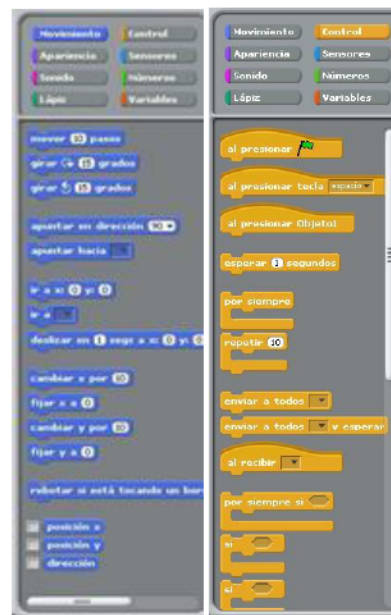 Movimiento Control
Apariencia Sensores
Sonido Números
Lápiz Variables
mover 10 pasos
girar 15 grados
girar 15 grados
apuntar en dirección 90
apuntar hacia
ir a x: 0 y: 0
ir a
deslizar en 1 segs a x: 0 y: 0
cambiar x por 10
fijar x a 0
cambiar y por 10
fijar y a 0
rebotar si está tocando un bor
posición x
posición y
dirección
Movimiento Control
Apariencia Sensores
Sonido Números
Lápiz Variables
al presionar
al presionar tecla espacio
al presionar Objeto1
esperar 1 segundos
por siempre
repetir 10
enviar a todos
enviar a todos y esperar
al recibir
por siempre si
si
si